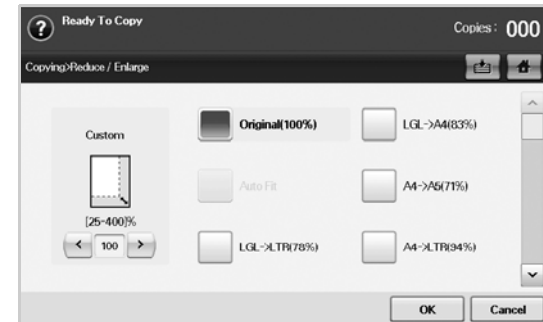 ? Ready To Copy
Copies : 000
Copying>Reduce / Enlarge
Custom
[25-400]%
< 100 >
Original(100%)
LGL->A4(83%)
Auto Fit
A4->A5(71%)
LGL->LTR(78%)
A4->LTR(94%)
OK
Cancel